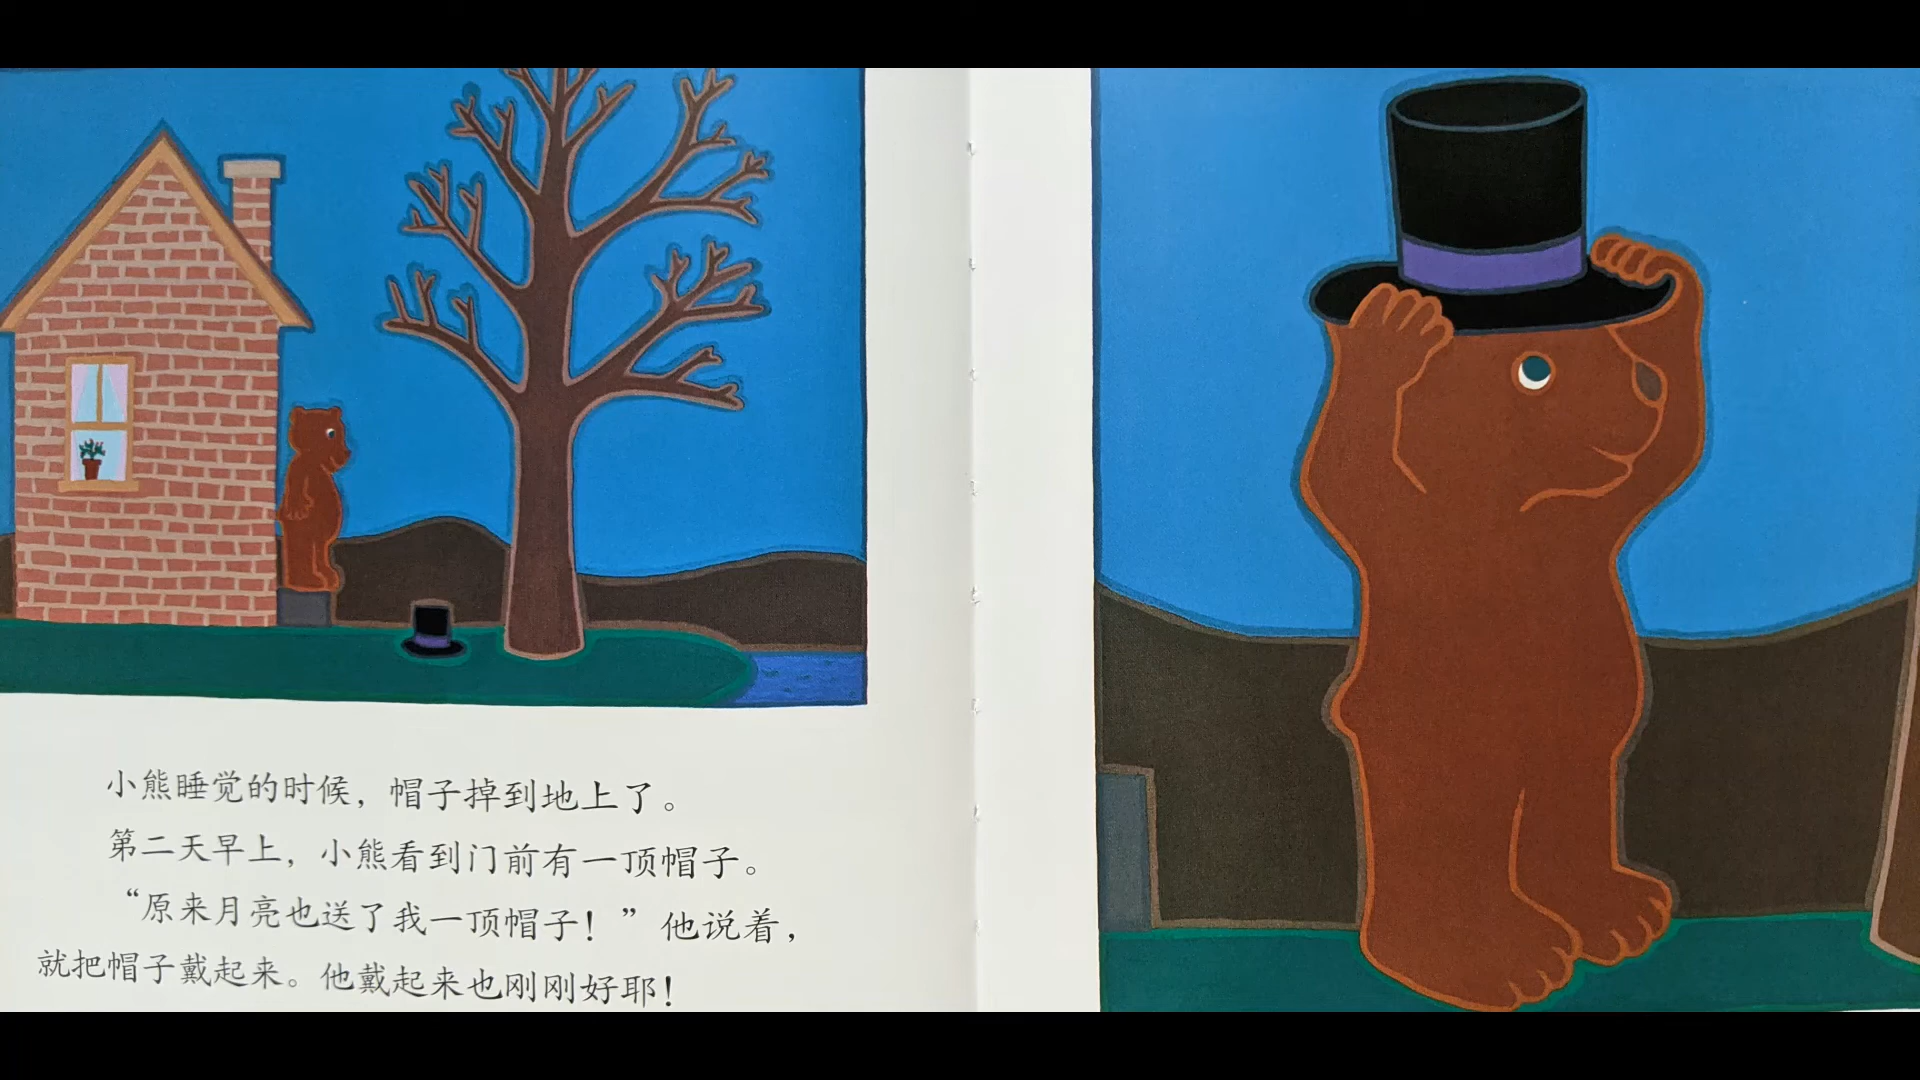 小熊睡觉的时候，帽子掉到地上了。
第二天早上，小熊看到门前有一顶帽子。
“原来月亮也送了我一顶帽子！”他说着，
就把帽子戴起来。他戴起来也刚刚好耶！